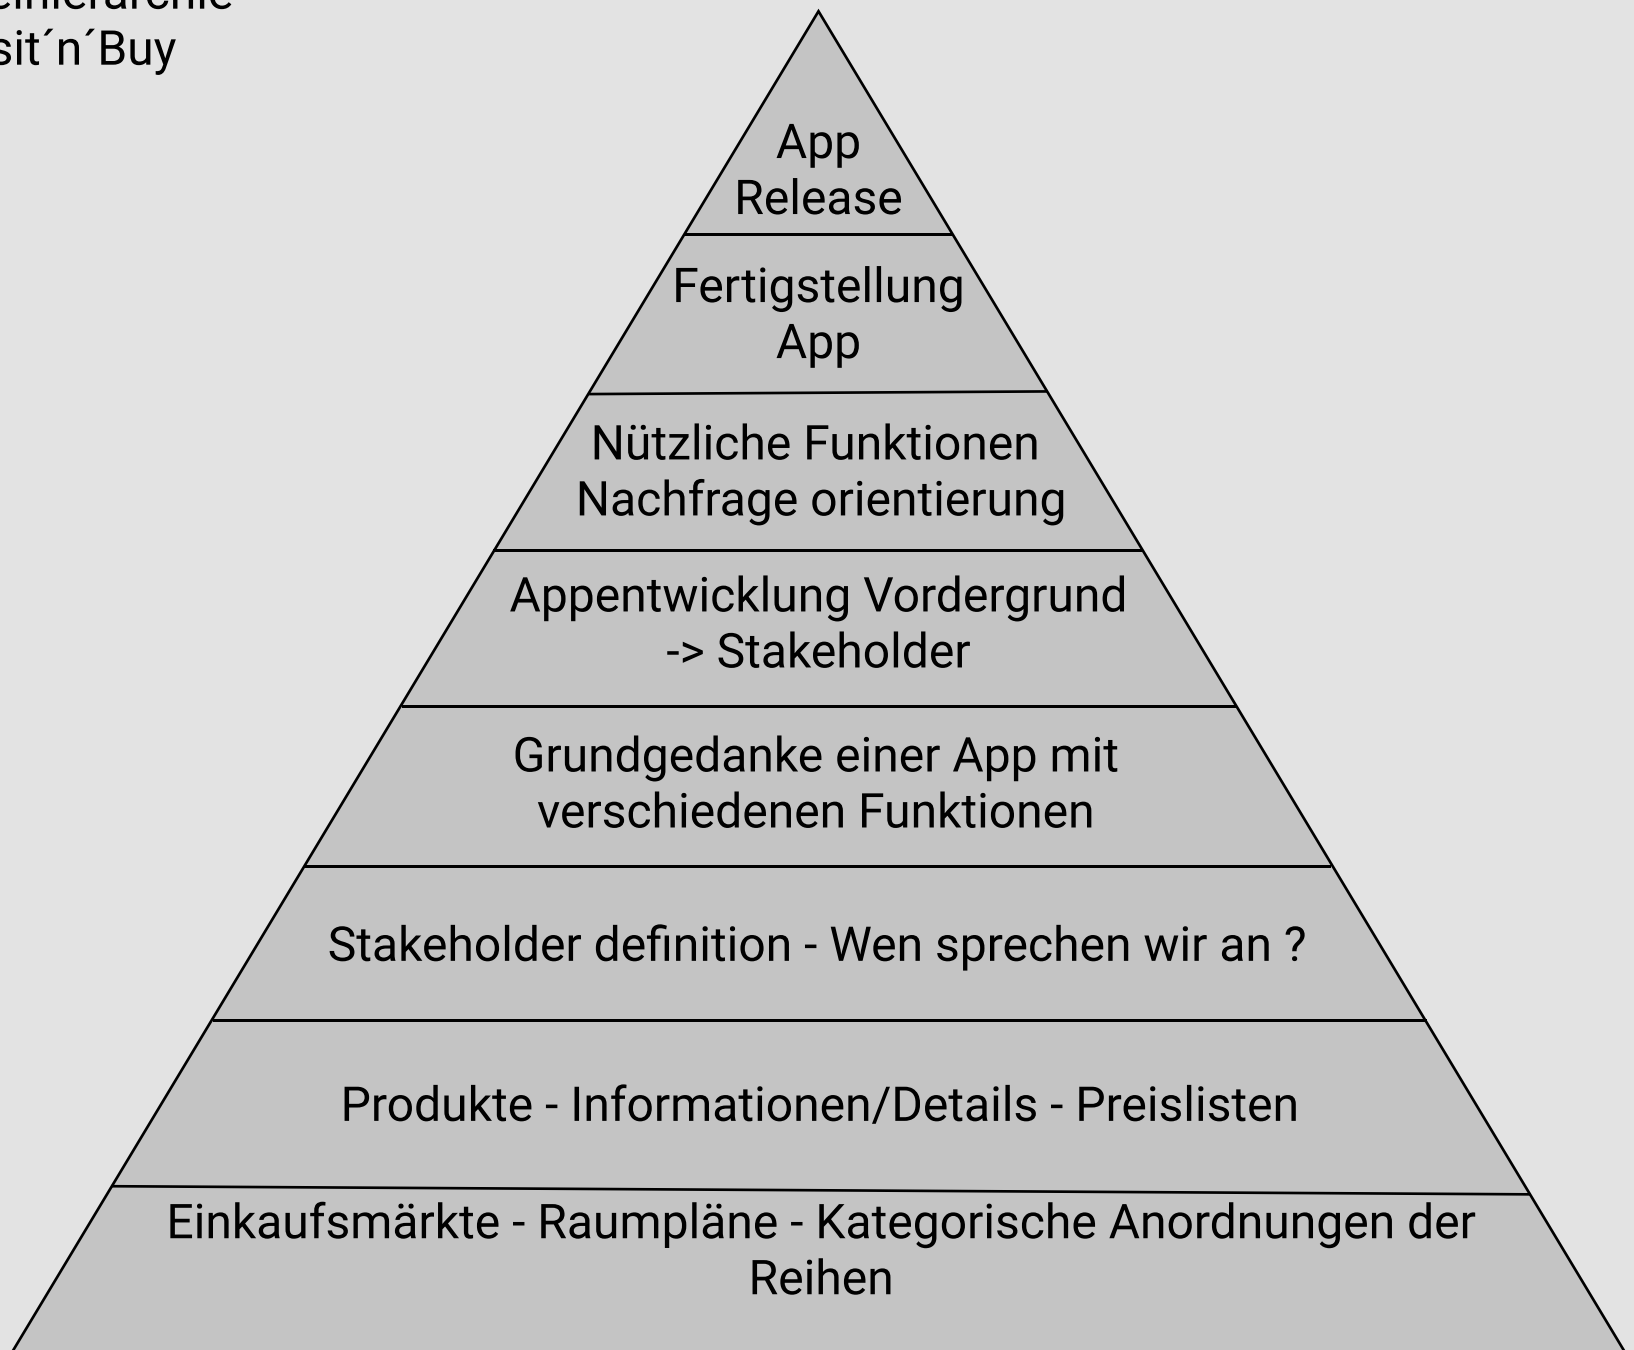 sit´n´Buy
App
Release
Fertigstellung
App
Nützliche Funktionen
Nachfrage orientierung
Appentwicklung Vordergrund
-> Stakeholder
Grundgedanke einer App mit
verschiedenen Funktionen
Stakeholder definition - Wen sprechen wir an ?
Produkte - Informationen/Details - Preislisten
Einkaufsmärkte - Raumpläne - Kategorische Anordnungen der
Reihen